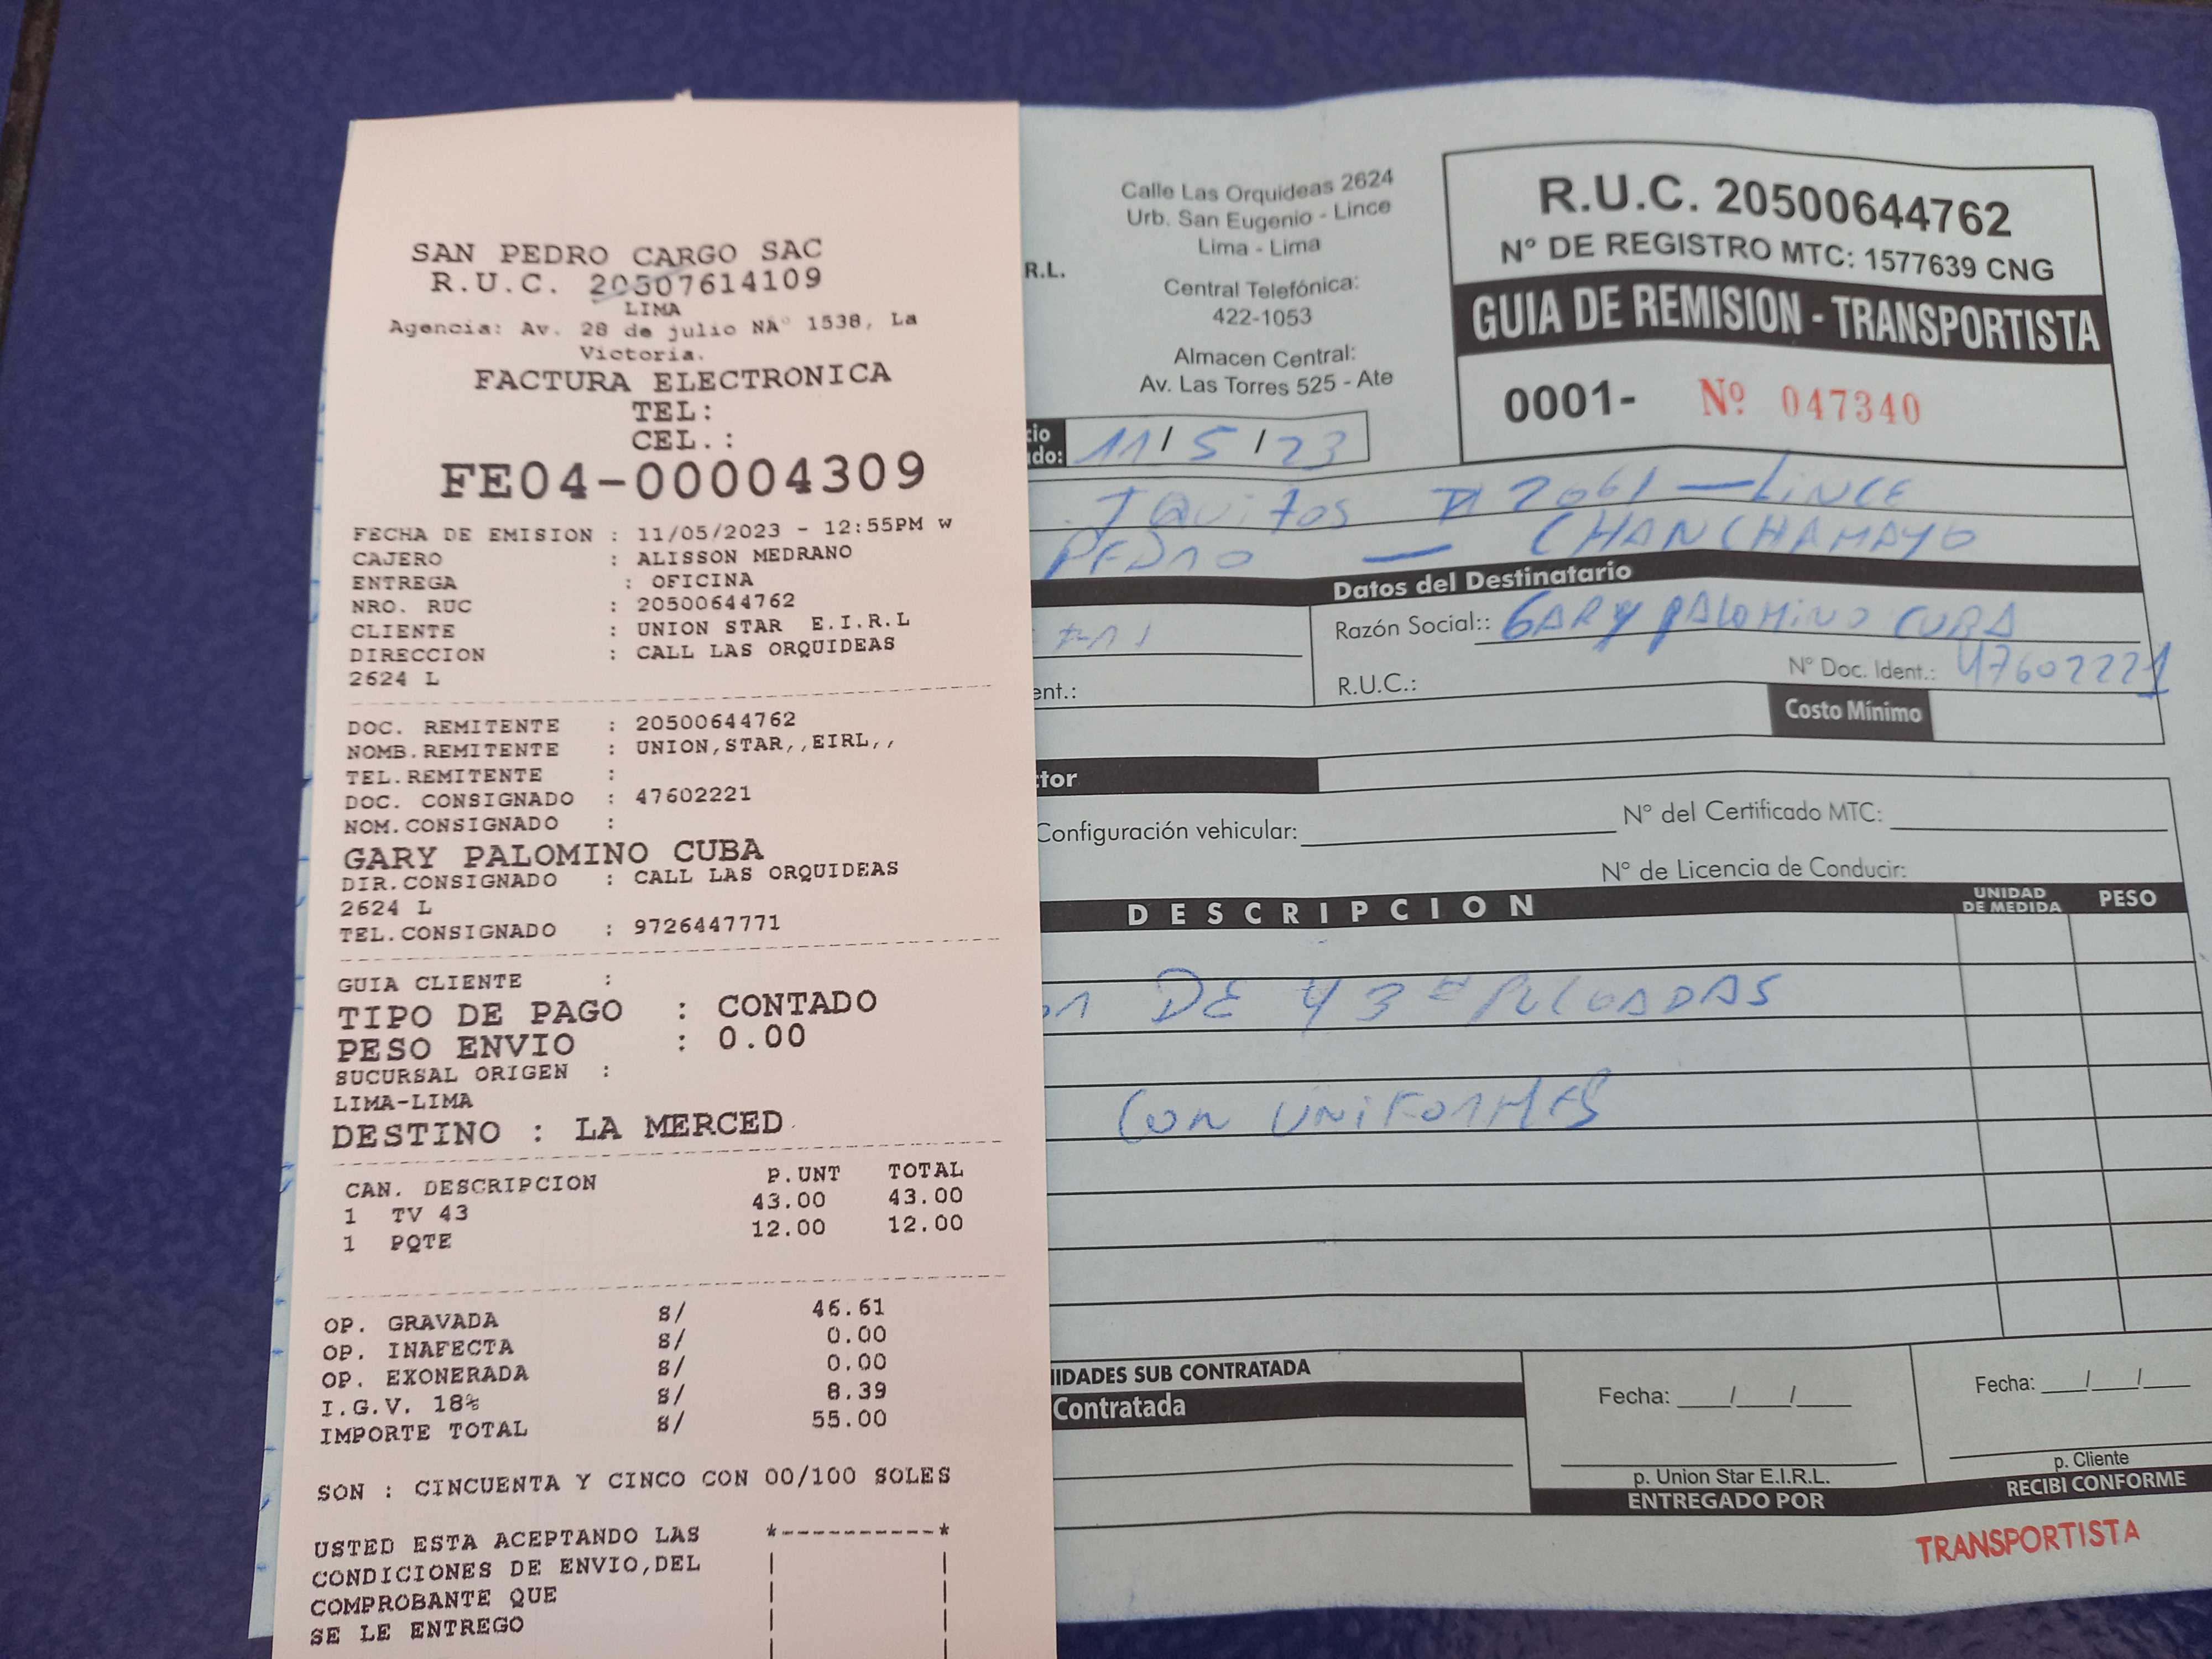 SAN PEDRO CARGO SAC
R.U.C. 20507614109
LIMA
Agencia: Av. 28 de julio NÂ° 1538, La
Victoria.
FACTURA ELECTRONICA
TEL:
CEL.:
FE04-00004309
FECHA DE EMISION : 11/05/2023 - 12:55PM w
CAJERO : ALISSON MEDRANO
ENTREGA : OFICINA
NRO. RUC : 20500644762
CLIENTE : UNION STAR E.I.R.L
DIRECCION : CALL LAS ORQUIDEAS
2624 L
DOC. REMITENTE : 20500644762
NOMB.REMITENTE : UNION,STAR,,EIRL,,
TEL.REMITENTE :
DOC. CONSIGNADO : 47602221
NOM.CONSIGNADO :
GARY PALOMINO CUBA
DIR.CONSIGNADO : CALL LAS ORQUIDEAS
2624 L
TEL.CONSIGNADO : 9726447771
GUIA CLIENTE :
TIPO DE PAGO : CONTADO
PESO ENVIO : 0.00
SUCURSAL ORIGEN :
LIMA-LIMA
DESTINO : LA MERCED
CAN. DESCRIPCION P.UNT TOTAL
1 TV 43 43.00 43.00
1 PQTE 12.00 12.00
OP. GRAVADA S/ 46.61
OP. INAFECTA S/ 0.00
OP. EXONERADA S/ 0.00
I.G.V. 18% S/ 8.39
IMPORTE TOTAL S/ 55.00
SON : CINCUENTA Y CINCO CON 00/100 SOLES
USTED ESTA ACEPTANDO LAS
CONDICIONES DE ENVIO,DEL
COMPROBANTE QUE
SE LE ENTREGO
R.L.
Calle Las Orquideas 2624
Urb. San Eugenio - Lince
Lima - Lima
Central Telefónica:
422-1053
Almacen Central:
Av. Las Torres 525 - Ate
R.U.C. 20500644762
N° DE REGISTRO MTC: 1577639 CNG
GUIA DE REMISION - TRANSPORTISTA
0001- Nº 047340
cio
do: 11/5/23
IQUITOS 2061 — LINCE
PEDRO — CHANCHAMAYO
Datos del Destinatario
Razón Social:: GARY PALOMINO CUBA
ent.:
R.U.C.: N° Doc. Ident.: 47602221
Costo Mínimo
tor
Configuración vehicular: N° del Certificado MTC:
N° de Licencia de Conducir:
DESCRIPCION UNIDAD DE MEDIDA PESO
DE 43 PULGADAS
CON UNIFORMES
IDADES SUB CONTRATADA
Contratada
Fecha: / /
p. Union Star E.I.R.L.
ENTREGADO POR
Fecha: / /
p. Cliente
RECIBI CONFORME
TRANSPORTISTA